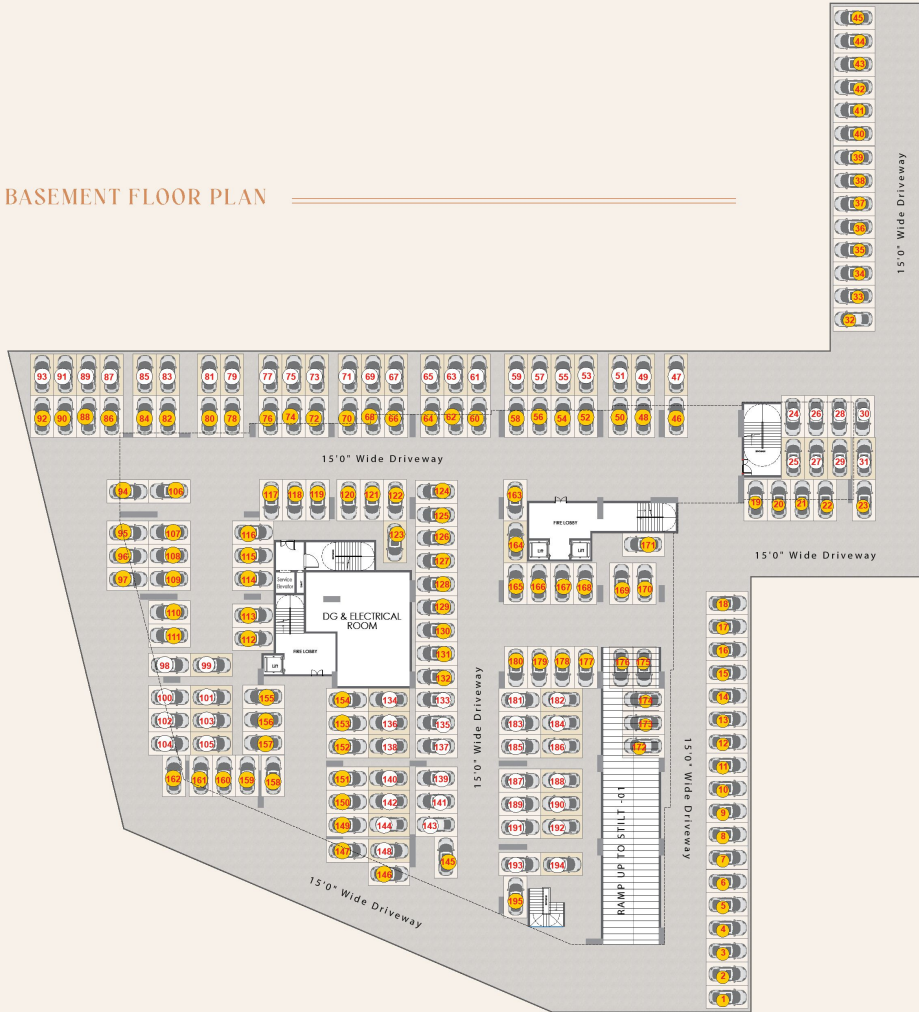 45
44
43
42
41
40
39
38
37
36
35
34
33
32
15'0" Wide Driveway
BASEMENT FLOOR PLAN
93 91 89 87 85 83 81 79 77 75 73 71 69 67 65 63 61 59 57 55 53 51 49 47
92 90 88 86 84 82 80 78 76 74 72 70 68 66 64 62 60 58 56 54 52 50 48 46
24 26 28 30
25 27 29 31
19 20 21 22 23
15'0" Wide Driveway
15'0" Wide Driveway
94 106
95 107
96 108
97 109
110
111
98 99
100 101
102 103
104 105
117 118 119 120 121 122
123
116
115
114
113
112
Service
Elevator
DG & ELECTRICAL
ROOM
FIRE LOBBY
Lift
124
125
126
127
128
129
130
131
132
155
156
157
162 161 160 159 158
154 134 133
153 136 135
152 138 137
151 140 139
150 142 141
149 144 143
147 148
146
145
15'0" Wide Driveway
15'0" Wide Driveway
163
164
FIRE LOBBY
Lift Lift
171
165 166 167 168 169 170
180 179 178 177 176 175
174
173
172
181 182
183 184
185 186
187 188
189 190
191 192
193 194
195
RAMP UP TO STILT -01
15'0" Wide Driveway
18
17
16
15
14
13
12
11
10
9
8
7
6
5
4
3
2
1